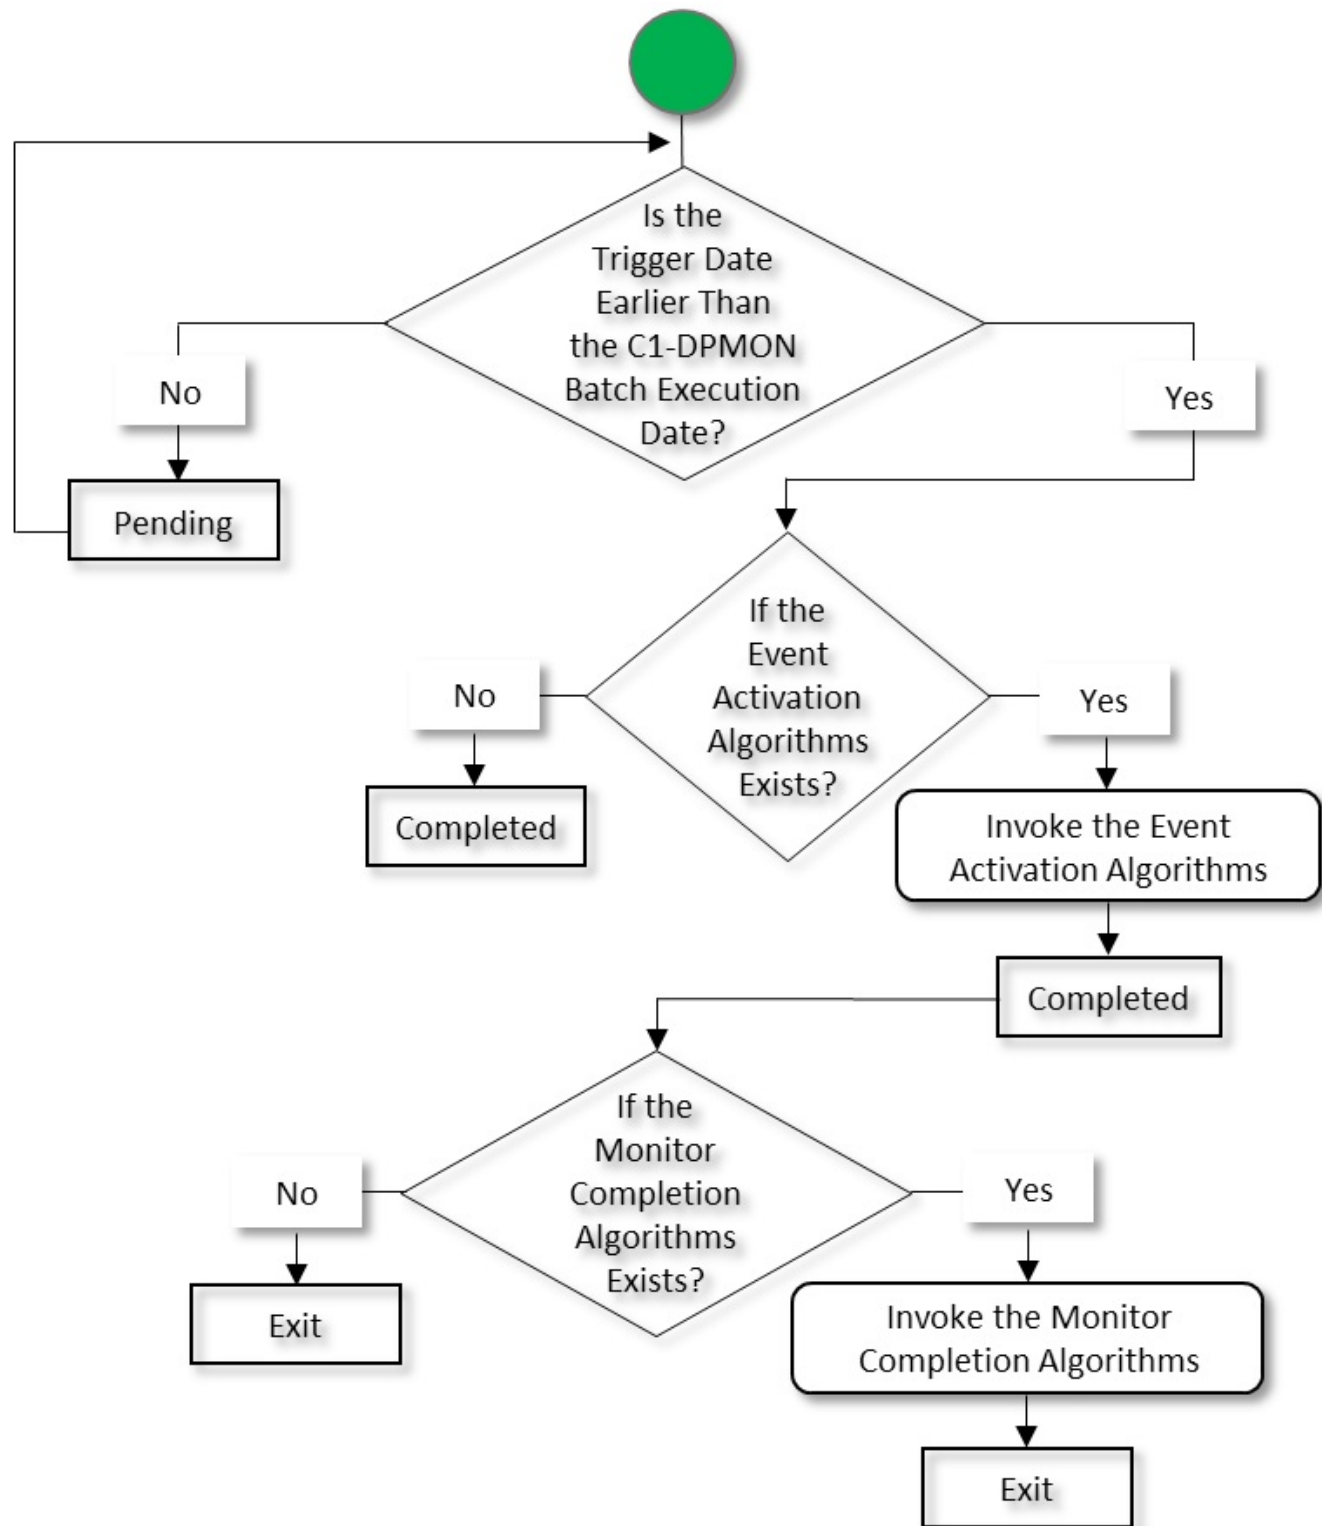 Is the
Trigger Date
Earlier Than
the C1-DPMON
Batch Execution
Date?
No
Yes
Pending
If the
Event
Activation
Algorithms
Exists?
No
Yes
Completed
Invoke the Event
Activation Algorithms
Completed
If the
Monitor
Completion
Algorithms
Exists?
No
Yes
Exit
Invoke the Monitor
Completion Algorithms
Exit